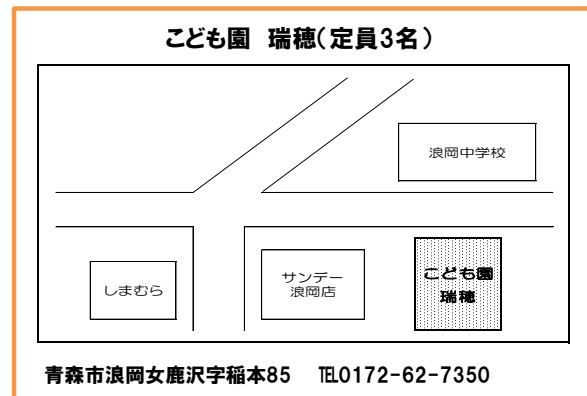 こども園 瑞穂(定員3名)
浪岡中学校
しまむら
サンデー
浪岡店
こども園
瑞穂
青森市浪岡女鹿沢字稲本85 ℡0172-62-7350